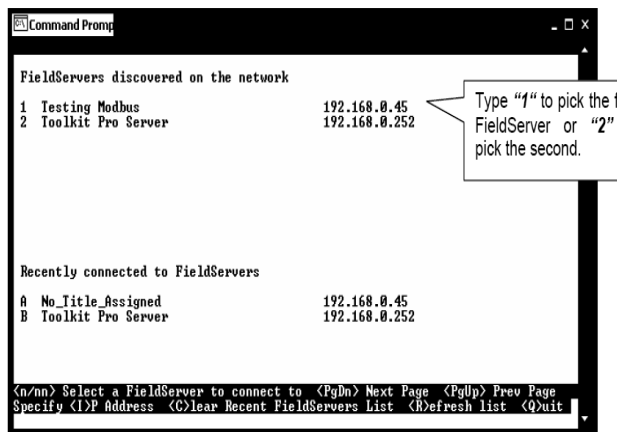 Command Promp
FieldServers discovered on the network
1 Testing Modbus 192.168.0.45
2 Toolkit Pro Server 192.168.0.252
Type "1" to pick the f
FieldServer or "2"
pick the second.
Recently connected to FieldServers
A No_Title_Assigned 192.168.0.45
B Toolkit Pro Server 192.168.0.252
<n/nn> Select a FieldServer to connect to <PgDn> Next Page <PgUp> Prev Page
Specify <I>P Address <C>lear Recent FieldServers List <R>efresh list <Q>uit